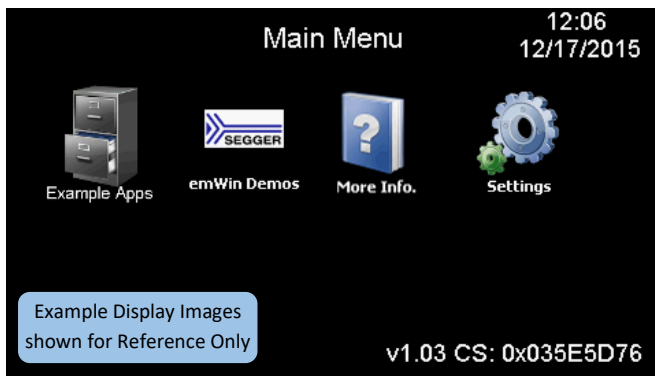 Main Menu
12:06
12/17/2015
SEGGER
?
Example Apps
emWin Demos
More Info.
Settings
Example Display Images
shown for Reference Only
v1.03 CS: 0x035E5D76